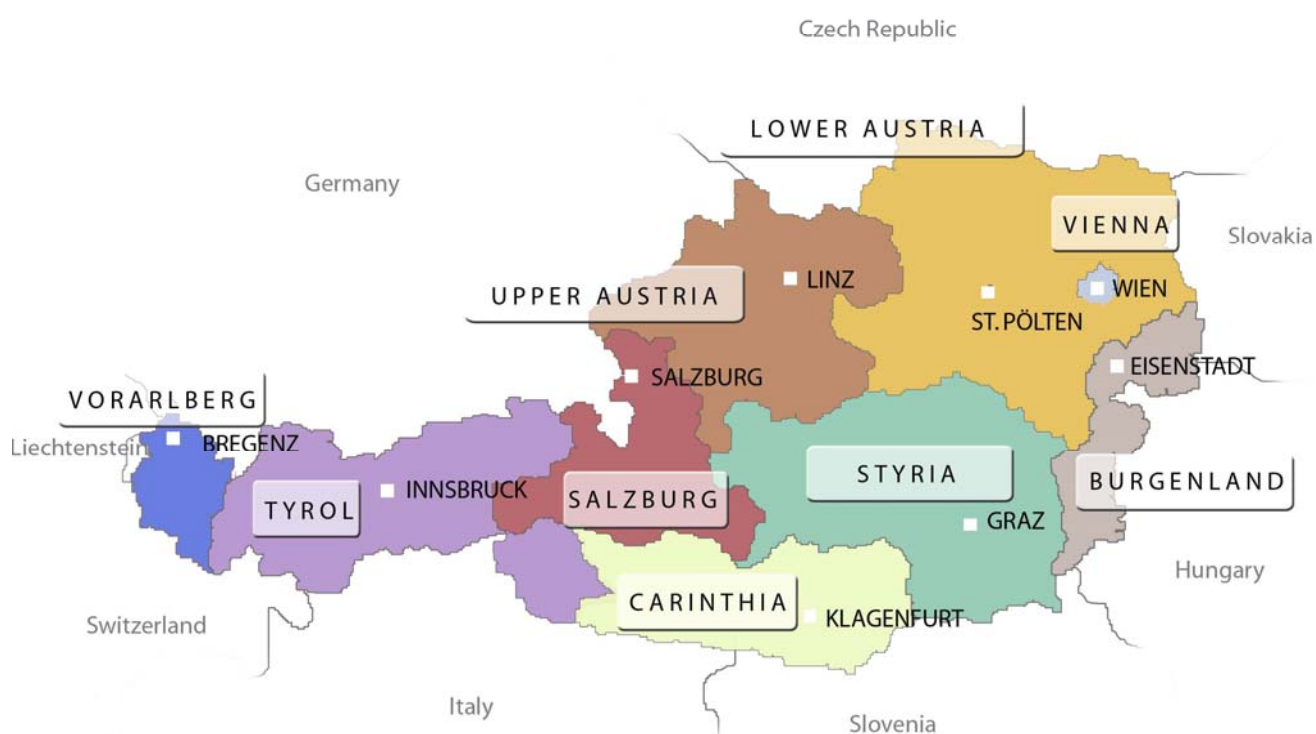 Czech Republic
LOWER AUSTRIA
Germany
VIENNA
Slovakia
LINZ
WIEN
UPPER AUSTRIA
ST. PÖLTEN
EISENSTADT
SALZBURG
VORARLBERG
Liechtenstein
BREGENZ
STYRIA
BURGENLAND
INNSBRUCK
TYROL
SALZBURG
GRAZ
Hungary
CARINTHIA
KLAGENFURT
Switzerland
Italy
Slovenia